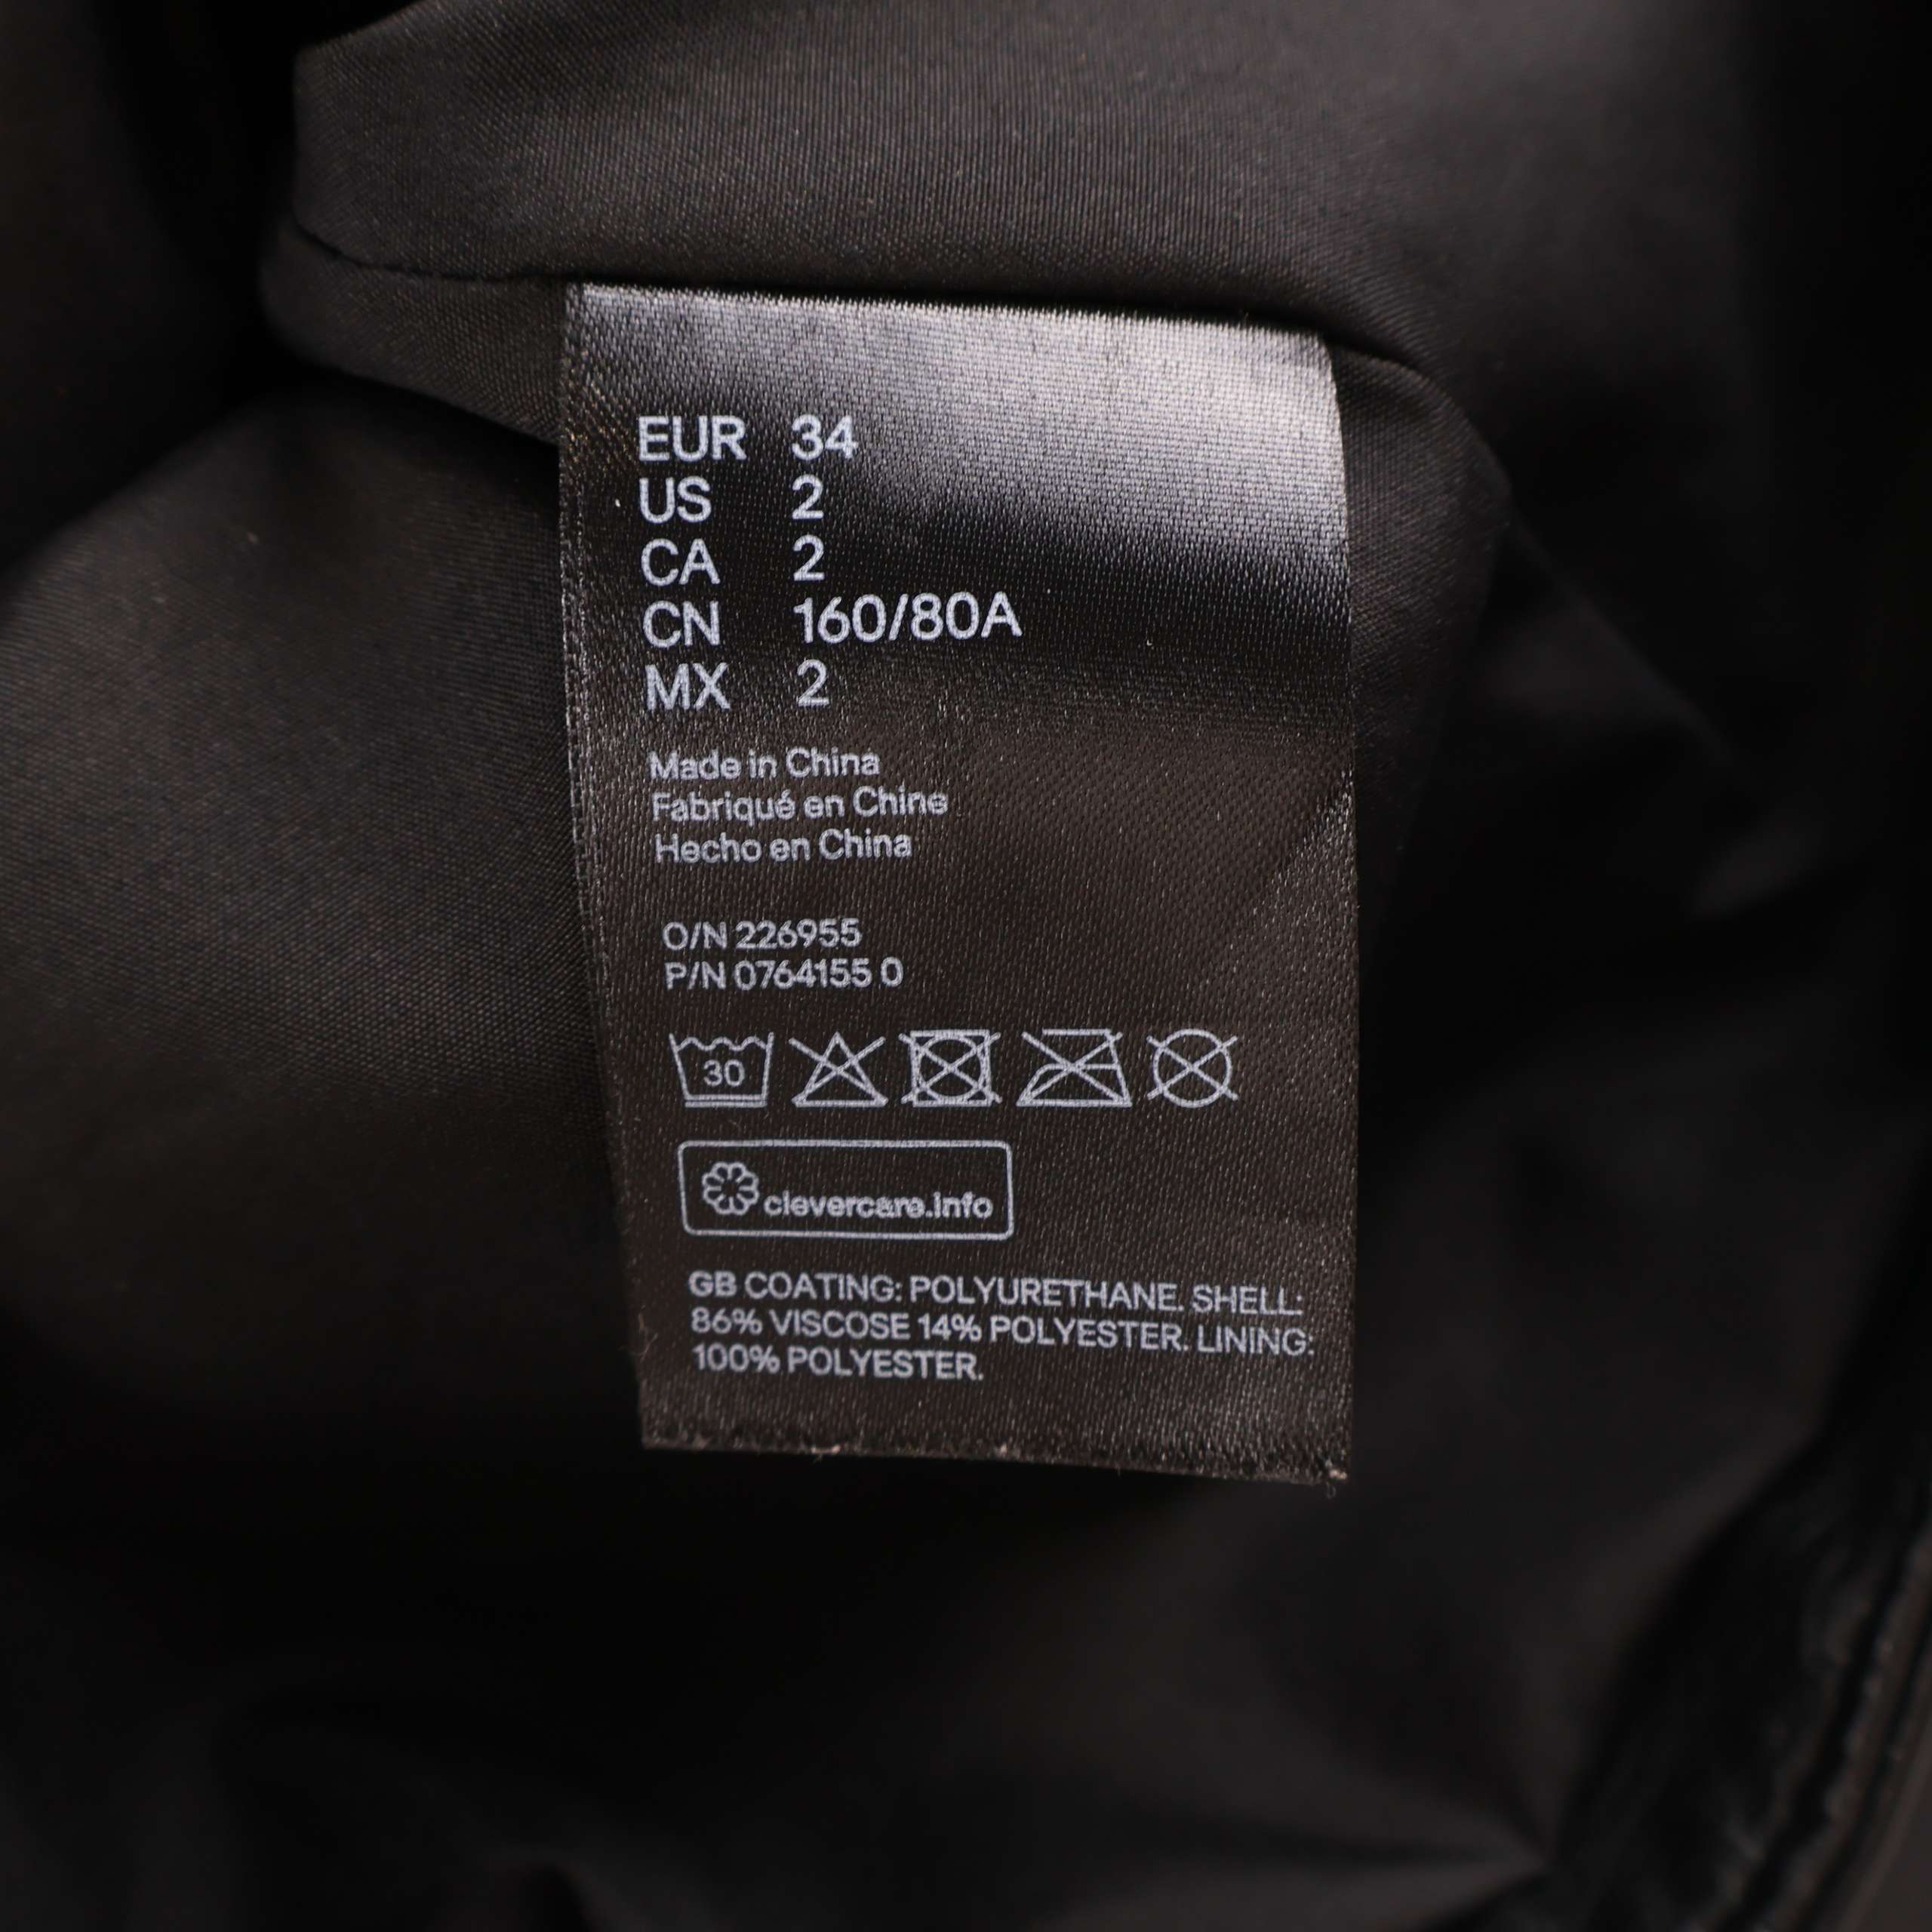 EUR 34
US 2
CA 2
CN 160/80A
MX 2
Made in China
Fabriqué en Chine
Hecho en China
O/N 226955
P/N 0764155 0
30
clevercare.info
GB COATING: POLYURETHANE. SHELL:
86% VISCOSE 14% POLYESTER. LINING:
100% POLYESTER.